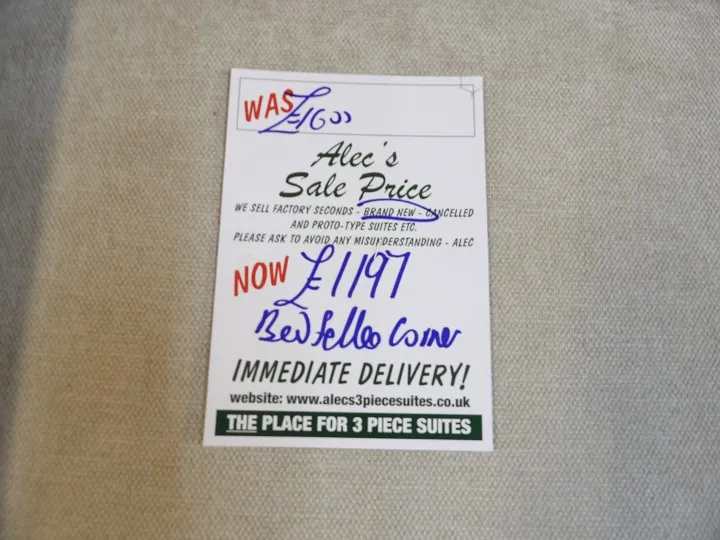 WAS £1600
Alec's
Sale Price
WE SELL FACTORY SECONDS - BRAND NEW - CANCELLED
AND PROTO-TYPE SUITES ETC.
PLEASE ASK TO AVOID ANY MISUNDERSTANDING - ALEC
NOW £1197
Corner
IMMEDIATE DELIVERY!
website: www.alecs3piecesuites.co.uk
THE PLACE FOR 3 PIECE SUITES